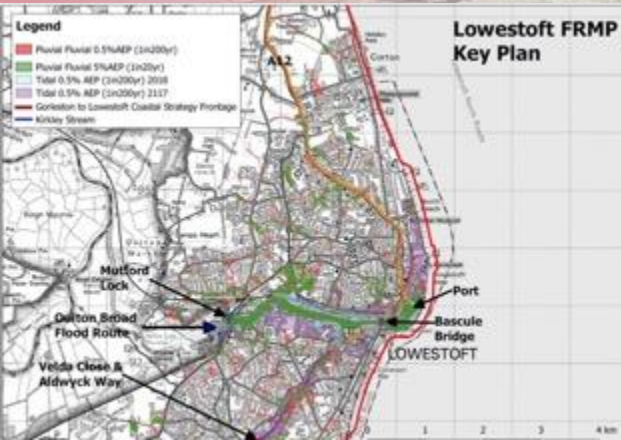 Legend
Pluvial Fluvial 0.5%AEP (1in200yr)
Pluvial Fluvial 5%AEP (1in20yr)
Tidal 0.5% AEP (1in200yr) 2018
Tidal 0.5% AEP (1in200yr) 2117
Gorleston to Lowestoft Coastal Strategy Frontage
Kirkley Stream
Lowestoft FRMP
Key Plan
A12
Corton
Mutford
Lock
Port
Oulton Broad
Flood Route
Bascule
Bridge
LOWESTOFT
Velda Close &
Aldwyck Way
0 1 2 3 4 km